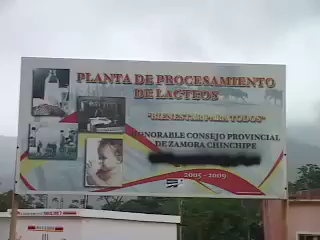 PLANTA DE PROCESAMIENTO
DE LACTEOS
"BIENESTAR PARA TODOS"
HONORABLE CONSEJO PROVINCIAL
DE ZAMORA CHINCHIPE
2005 - 2009